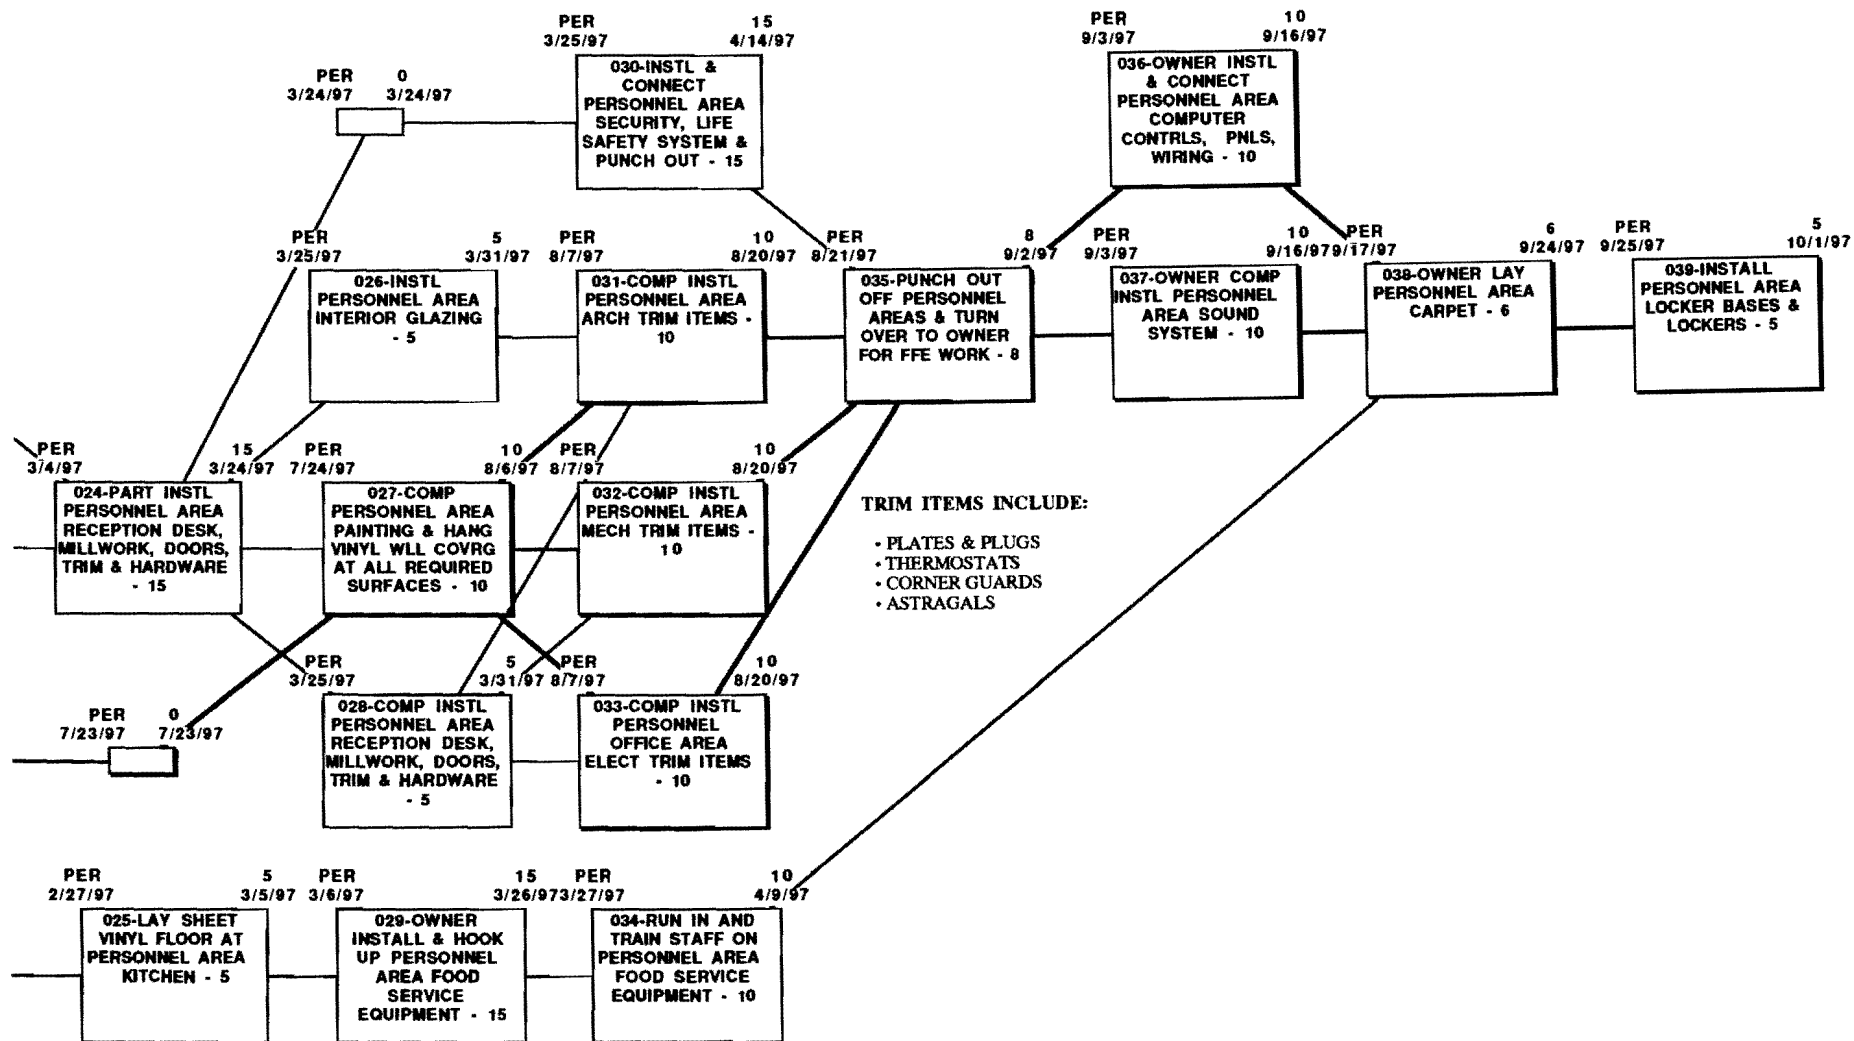 PER 15
3/25/97 4/14/97
030-INSTL &
CONNECT
PERSONNEL AREA
SECURITY, LIFE
SAFETY SYSTEM &
PUNCH OUT - 15
PER 10
9/3/97 9/16/97
036-OWNER INSTL
& CONNECT
PERSONNEL AREA
COMPUTER
CONTRLS, PNLS,
WIRING - 10
PER 0
3/24/97 3/24/97
PER 5
3/25/97 3/31/97
026-INSTL
PERSONNEL AREA
INTERIOR GLAZING
- 5
PER 10
8/7/97 8/20/97
031-COMP INSTL
PERSONNEL AREA
ARCH TRIM ITEMS -
10
PER 8
8/21/97 9/2/97
035-PUNCH OUT
OFF PERSONNEL
AREAS & TURN
OVER TO OWNER
FOR FFE WORK - 8
PER 10
9/3/97 9/16/97
037-OWNER COMP
INSTL PERSONNEL
AREA SOUND
SYSTEM - 10
PER 6
9/17/97 9/24/97
038-OWNER LAY
PERSONNEL AREA
CARPET - 6
PER 5
9/25/97 10/1/97
039-INSTALL
PERSONNEL AREA
LOCKER BASES &
LOCKERS - 5
PER 15
3/4/97 3/24/97
024-PART INSTL
PERSONNEL AREA
RECEPTION DESK,
MILLWORK, DOORS,
TRIM & HARDWARE
- 15
PER 10
7/24/97 8/6/97
027-COMP
PERSONNEL AREA
PAINTING & HANG
VINYL WLL COVRG
AT ALL REQUIRED
SURFACES - 10
PER 10
8/7/97 8/20/97
032-COMP INSTL
PERSONNEL AREA
MECH TRIM ITEMS -
10
TRIM ITEMS INCLUDE:
• PLATES & PLUGS
• THERMOSTATS
• CORNER GUARDS
• ASTRAGALS
PER 0
7/23/97 7/23/97
PER 5
3/25/97 3/31/97
028-COMP INSTL
PERSONNEL AREA
RECEPTION DESK,
MILLWORK, DOORS,
TRIM & HARDWARE
- 5
PER 10
8/7/97 8/20/97
033-COMP INSTL
PERSONNEL
OFFICE AREA
ELECT TRIM ITEMS
- 10
PER 5
2/27/97 3/5/97
025-LAY SHEET
VINYL FLOOR AT
PERSONNEL AREA
KITCHEN - 5
PER 15
3/6/97 3/26/97
029-OWNER
INSTALL & HOOK
UP PERSONNEL
AREA FOOD
SERVICE
EQUIPMENT - 15
PER 10
3/27/97 4/9/97
034-RUN IN AND
TRAIN STAFF ON
PERSONNEL AREA
FOOD SERVICE
EQUIPMENT - 10